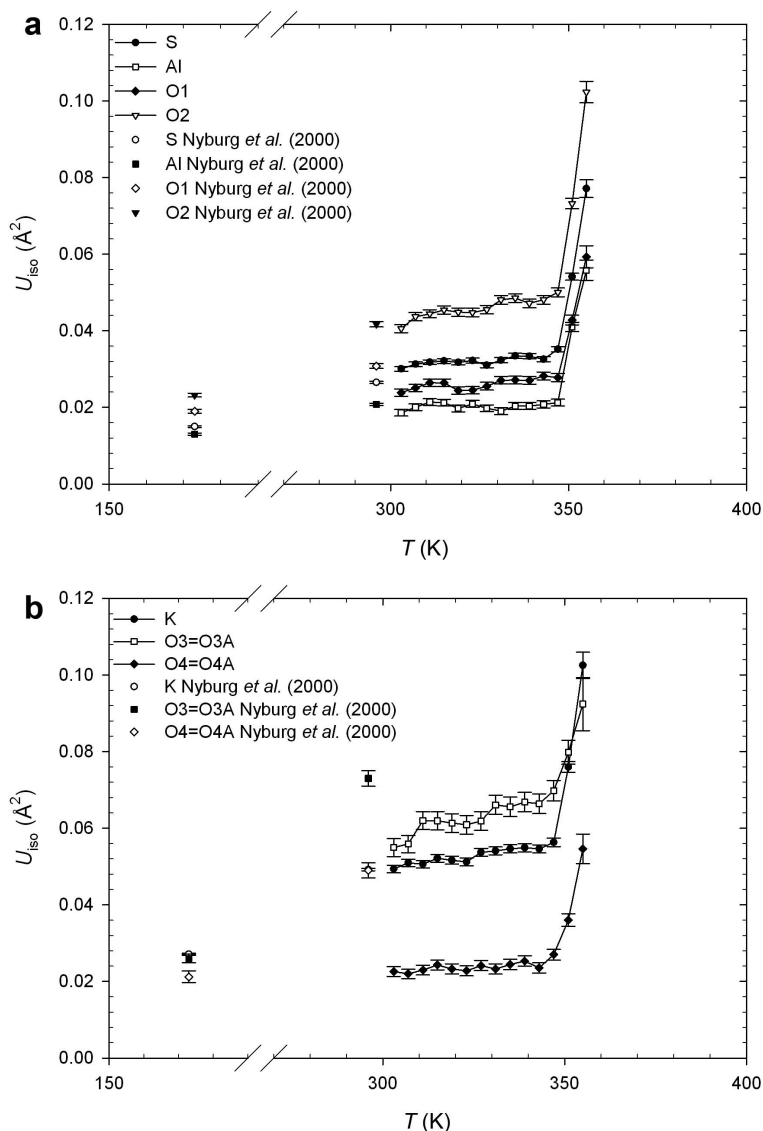 a
0.12
0.10
0.08
0.06
0.04
0.02
0.00
U iso (Å²)
S
Al
O1
O2
S Nyburg et al. (2000)
Al Nyburg et al. (2000)
O1 Nyburg et al. (2000)
O2 Nyburg et al. (2000)
150 300 350 400
T (K)
b
0.12
0.10
0.08
0.06
0.04
0.02
0.00
U iso (Å²)
K
O3=O3A
O4=O4A
K Nyburg et al. (2000)
O3=O3A Nyburg et al. (2000)
O4=O4A Nyburg et al. (2000)
150 300 350 400
T (K)